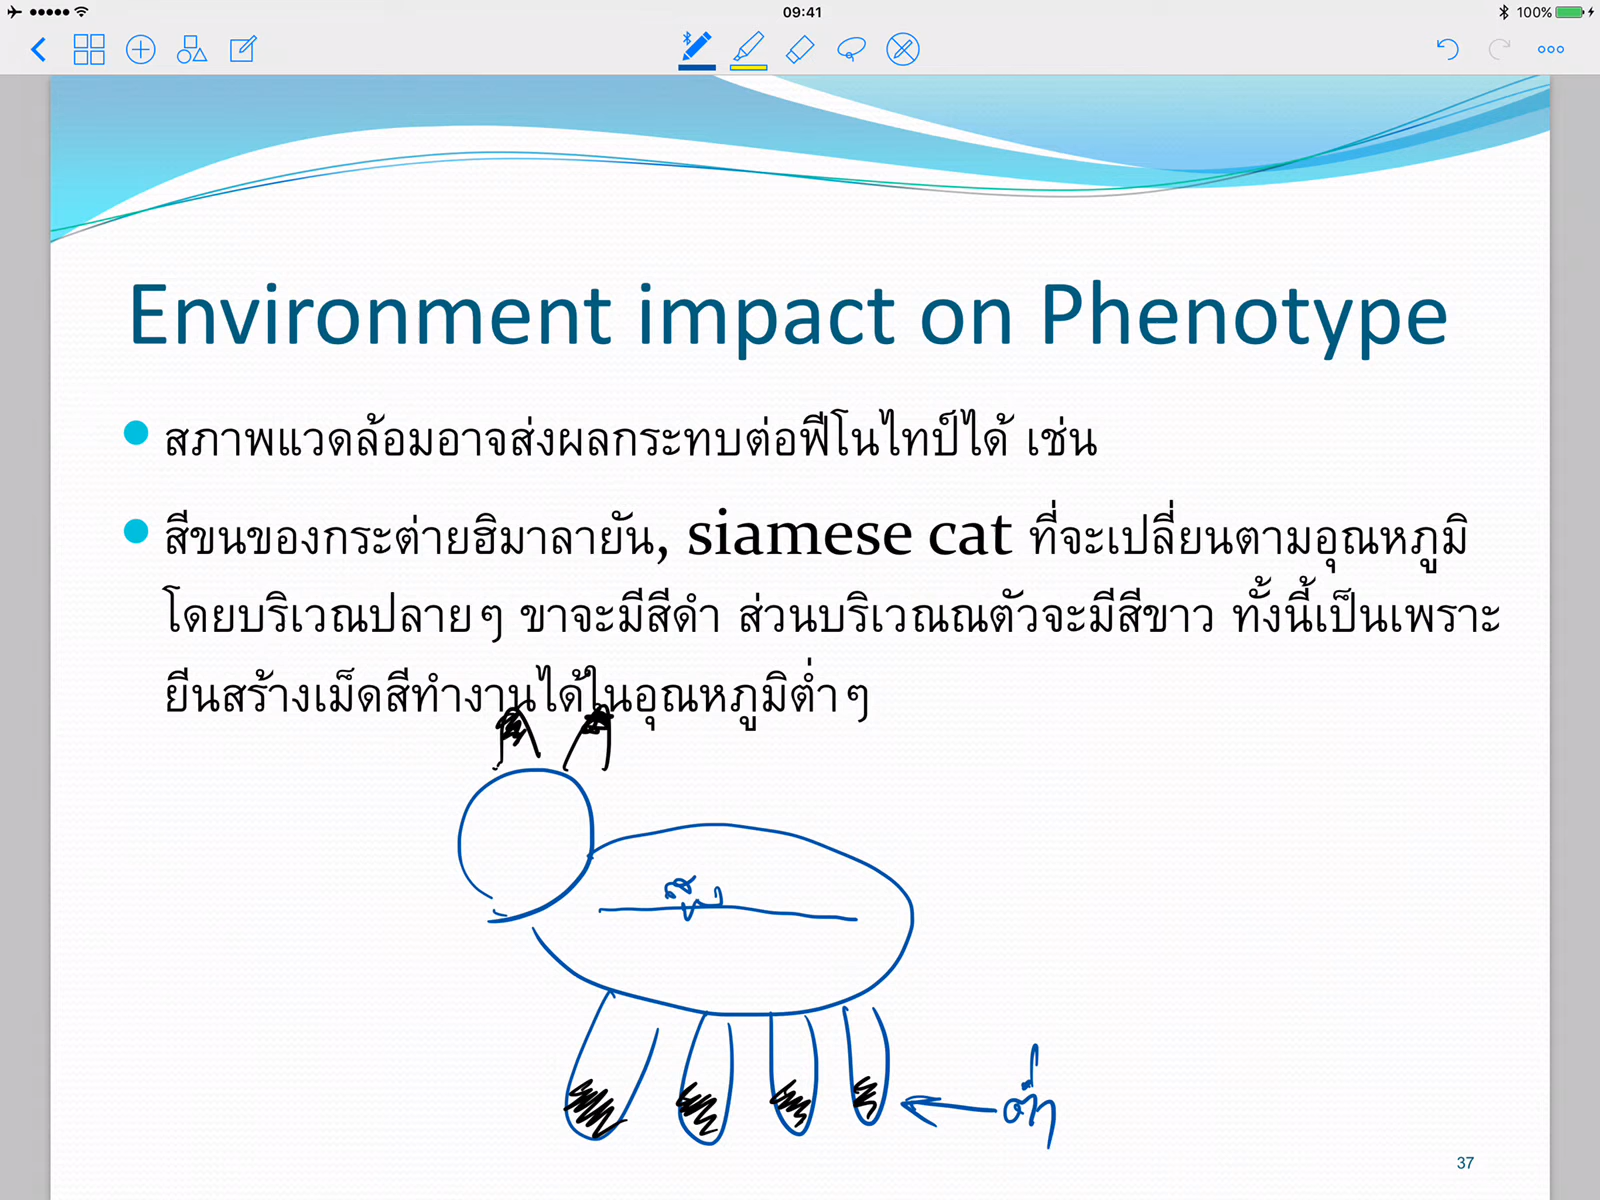 09:41
100%
Environment impact on Phenotype
สภาพแวดล้อมอาจส่งผลกระทบต่อฟีโนไทป์ได้ เช่น
สีขนของกระต่ายฮิมาลายัน, siamese cat ที่จะเปลี่ยนตามอุณหภูมิ
โดยบริเวณปลายๆ ขาจะมีสีดำ ส่วนบริเวณณตัวจะมีสีขาว ทั้งนี้เป็นเพราะ
ยีนสร้างเม็ดสีทำงานได้ในอุณหภูมิต่ำๆ
37